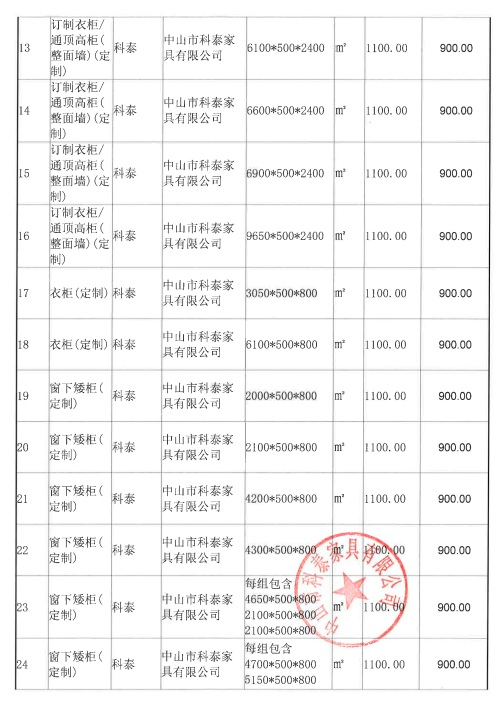 订制衣柜/
通顶高柜(
整面墙)(定
制)
13 科泰 中山市科泰家
具有限公司 6100*500*2400 m² 1100.00 900.00
订制衣柜/
通顶高柜(
整面墙)(定
制)
14 科泰 中山市科泰家
具有限公司 6600*500*2400 m² 1100.00 900.00
订制衣柜/
通顶高柜(
整面墙)(定
制)
15 科泰 中山市科泰家
具有限公司 6900*500*2400 m² 1100.00 900.00
订制衣柜/
通顶高柜(
整面墙)(定
制)
16 科泰 中山市科泰家
具有限公司 9650*500*2400 m² 1100.00 900.00
17 衣柜(定制) 科泰 中山市科泰家
具有限公司 3050*500*800 m² 1100.00 900.00
18 衣柜(定制) 科泰 中山市科泰家
具有限公司 6100*500*800 m² 1100.00 900.00
19 窗下矮柜(
定制) 科泰 中山市科泰家
具有限公司 2000*500*800 m² 1100.00 900.00
20 窗下矮柜(
定制) 科泰 中山市科泰家
具有限公司 2100*500*800 m² 1100.00 900.00
21 窗下矮柜(
定制) 科泰 中山市科泰家
具有限公司 4200*500*800 m² 1100.00 900.00
22 窗下矮柜(
定制) 科泰 中山市科泰家
具有限公司 4300*500*800 m² 1100.00 900.00
23 窗下矮柜(
定制) 科泰 中山市科泰家
具有限公司 每组包含
4650*500*800
2100*500*800
2100*500*800 m² 1100.00 900.00
24 窗下矮柜(
定制) 科泰 中山市科泰家
具有限公司 每组包含
4700*500*800
5150*500*800 m² 1100.00 900.00
中山市科泰家具有限公司